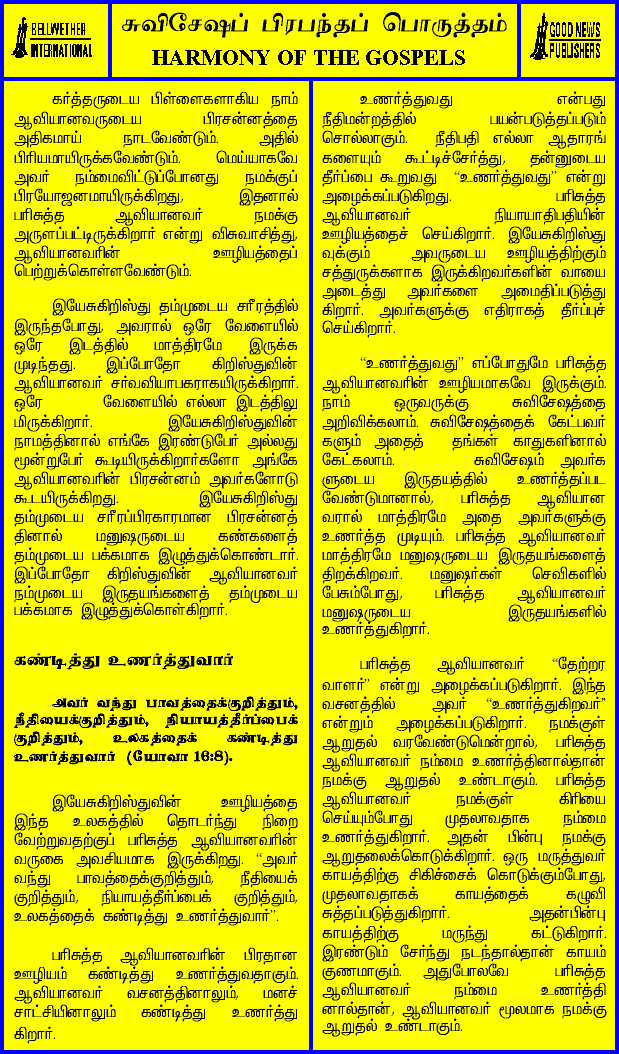 BELLWETHER
INTERNATIONAL
சுவிசேஷப் பிரபந்தப் பொருத்தம்
HARMONY OF THE GOSPELS
GOOD NEWS
PUBLISHERS
கர்த்தருடைய பிள்ளைகளாகிய நாம்
ஆவியானவருடைய பிரசன்னத்தை
அதிகமாய் நாடவேண்டும். அதில்
பிரியமாயிருக்கவேண்டும். மெய்யாகவே
அவர் நம்மைவிட்டுப்போனது நமக்குப்
பிரயோஜனமாயிருக்கிறது, இதனால்
பரிசுத்த ஆவியானவர் நமக்கு
அருளப்பட்டிருக்கிறார் என்று விசுவாசித்து,
ஆவியானவரின் ஊழியத்தைப்
பெற்றுக்கொள்ளவேண்டும்.
இயேசுகிறிஸ்து தம்முடைய சரீரத்தில்
இருந்தபோது, அவரால் ஒரே வேளையில்
ஒரே இடத்தில் மாத்திரமே இருக்க
முடிந்தது. இப்போதோ கிறிஸ்துவின்
ஆவியானவர் சர்வவியாபகராகயிருக்கிறார்.
ஒரே வேளையில் எல்லா இடத்திலு
மிருக்கிறார். இயேசுகிறிஸ்துவின்
நாமத்தினால் எங்கே இரண்டுபேர் அல்லது
மூன்றுபேர் கூடியிருக்கிறார்களோ அங்கே
ஆவியானவரின் பிரசன்னம் அவர்களோடு
கூடயிருக்கிறது. இயேசுகிறிஸ்து
தம்முடைய சரீரப்பிரகாரமான பிரசன்னத்
தினால் மனுஷருடைய கண்களைத்
தம்முடைய பக்கமாக இழுத்துக்கொண்டார்.
இப்போதோ கிறிஸ்துவின் ஆவியானவர்
நம்முடைய இருதயங்களைத் தம்முடைய
பக்கமாக இழுத்துக்கொள்கிறார்.
கண்டித்து உணர்த்துவார்
அவர் வந்து பாவத்தைக்குறித்தும்,
நீதியைக்குறித்தும், நியாயத்தீர்ப்பைக்
குறித்தும், உலகத்தைக் கண்டித்து
உணர்த்துவார் (யோவா 16:8).
இயேசுகிறிஸ்துவின் ஊழியத்தை
இந்த உலகத்தில் தொடர்ந்து நிறை
வேற்றுவதற்குப் பரிசுத்த ஆவியானவரின்
வருகை அவசியமாக இருக்கிறது. “அவர்
வந்து பாவத்தைக்குறித்தும், நீதியைக்
குறித்தும், நியாயத்தீர்ப்பைக் குறித்தும்,
உலகத்தைக் கண்டித்து உணர்த்துவார்”.
பரிசுத்த ஆவியானவரின் பிரதான
ஊழியம் கண்டித்து உணர்த்துவதாகும்.
ஆவியானவர் வசனத்தினாலும், மனச்
சாட்சியினாலும் கண்டித்து உணர்த்து
கிறார்.
உணர்த்துவது என்பது
நீதிமன்றத்தில் பயன்படுத்தப்படும்
சொல்லாகும். நீதிபதி எல்லா ஆதாரங்
களையும் கூட்டிச்சேர்த்து, தன்னுடைய
தீர்ப்பை கூறுவது “உணர்த்துவது” என்று
அழைக்கப்படுகிறது. பரிசுத்த
ஆவியானவர் நியாயாதிபதியின்
ஊழியத்தைச் செய்கிறார். இயேசுகிறிஸ்து
வுக்கும் அவருடைய ஊழியத்திற்கும்
சத்துருக்களாக இருக்கிறவர்களின் வாயை
அடைத்து அவர்களை அமைதிப்படுத்து
கிறார். அவர்களுக்கு எதிராகத் தீர்ப்புச்
செய்கிறார்.
“உணர்த்துவது” எப்போதுமே பரிசுத்த
ஆவியானவரின் ஊழியமாகவே இருக்கும்.
நாம் ஒருவருக்கு சுவிசேஷத்தை
அறிவிக்கலாம். சுவிசேஷத்தைக் கேட்பவர்
களும் அதைத் தங்கள் காதுகளினால்
கேட்கலாம். சுவிசேஷம் அவர்க
ளுடைய இருதயத்தில் உணர்த்தப்பட
வேண்டுமானால், பரிசுத்த ஆவியான
வரால் மாத்திரமே அதை அவர்களுக்கு
உணர்த்த முடியும். பரிசுத்த ஆவியானவர்
மாத்திரமே மனுஷருடைய இருதயங்களைத்
திறக்கிறவர். மனுஷர்கள் செவிகளில்
பேசும்போது, பரிசுத்த ஆவியானவர்
மனுஷருடைய இருதயங்களில்
உணர்த்துகிறார்.
பரிசுத்த ஆவியானவர் “தேற்றர
வாளர்” என்று அழைக்கப்படுகிறார். இந்த
வசனத்தில் அவர் “உணர்த்துகிறவர்”
என்றும் அழைக்கப்படுகிறார். நமக்குள்
ஆறுதல் வரவேண்டுமென்றால், பரிசுத்த
ஆவியானவர் நம்மை உணர்த்தினால்தான்
நமக்கு ஆறுதல் உண்டாகும். பரிசுத்த
ஆவியானவர் நமக்குள் கிரியை
செய்யும்போது முதலாவதாக நம்மை
உணர்த்துகிறார். அதன் பின்பு நமக்கு
ஆறுதலைக்கொடுக்கிறார். ஒரு மருத்துவர்
காயத்திற்கு சிகிச்சைக் கொடுக்கும்போது,
முதலாவதாகக் காயத்தைக் கழுவி
சுத்தப்படுத்துகிறார். அதன்பின்பு
காயத்திற்கு மருந்து கட்டுகிறார்.
இரண்டும் சேர்ந்து நடந்தால்தான் காயம்
குணமாகும். அதுபோலவே பரிசுத்த
ஆவியானவர் நம்மை உணர்த்தி
னால்தான், ஆவியானவர் மூலமாக நமக்கு
ஆறுதல் உண்டாகும்.